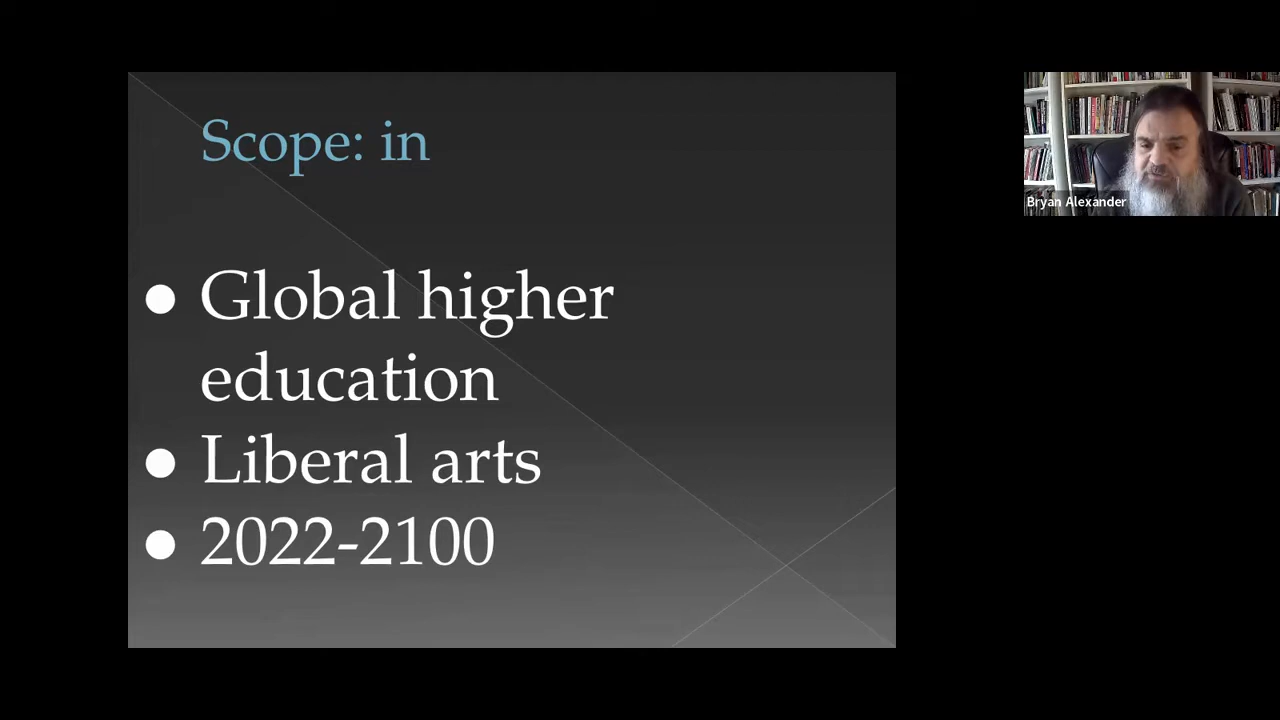 Scope: in
● Global higher
education
● Liberal arts
● 2022-2100
Bryan Alexander